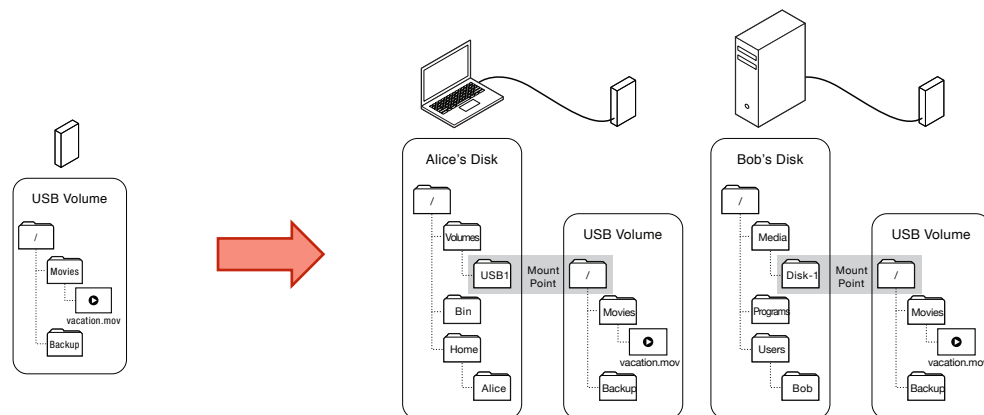 USB Volume
/
Movies
vacation.mov
Backup
Alice's Disk
/
Volumes
USB1
Bin
Home
Alice
Mount
Point
USB Volume
/
Movies
vacation.mov
Backup
Bob's Disk
/
Media
Disk-1
Programs
Users
Bob
Mount
Point
USB Volume
/
Movies
vacation.mov
Backup